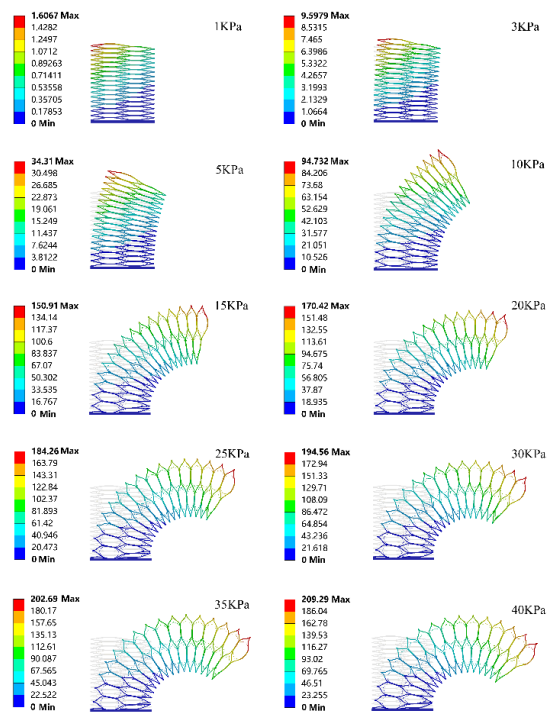 1.6067 Max
1.4282
1.2497
1.0712
0.89263
0.71411
0.53558
0.35705
0.17853
0 Min
1KPa
9.5979 Max
8.5315
7.465
6.3986
5.3322
4.2657
3.1993
2.1329
1.0664
0 Min
3KPa
34.31 Max
30.498
26.685
22.873
19.061
15.249
11.437
7.6244
3.8122
0 Min
5KPa
94.732 Max
84.206
73.68
63.154
52.629
42.103
31.577
21.051
10.526
0 Min
10KPa
150.91 Max
134.14
117.37
100.6
83.837
67.07
50.302
33.535
16.767
0 Min
15KPa
170.42 Max
151.48
132.55
113.61
94.675
75.74
56.805
37.87
18.935
0 Min
20KPa
184.26 Max
163.79
143.31
122.84
102.37
81.893
61.42
40.946
20.473
0 Min
25KPa
194.56 Max
172.94
151.33
129.71
108.09
86.472
64.854
43.236
21.618
0 Min
30KPa
202.69 Max
180.17
157.65
135.13
112.61
90.087
67.565
45.043
22.522
0 Min
35KPa
209.29 Max
186.04
162.78
139.53
116.27
93.02
69.765
46.51
23.255
0 Min
40KPa